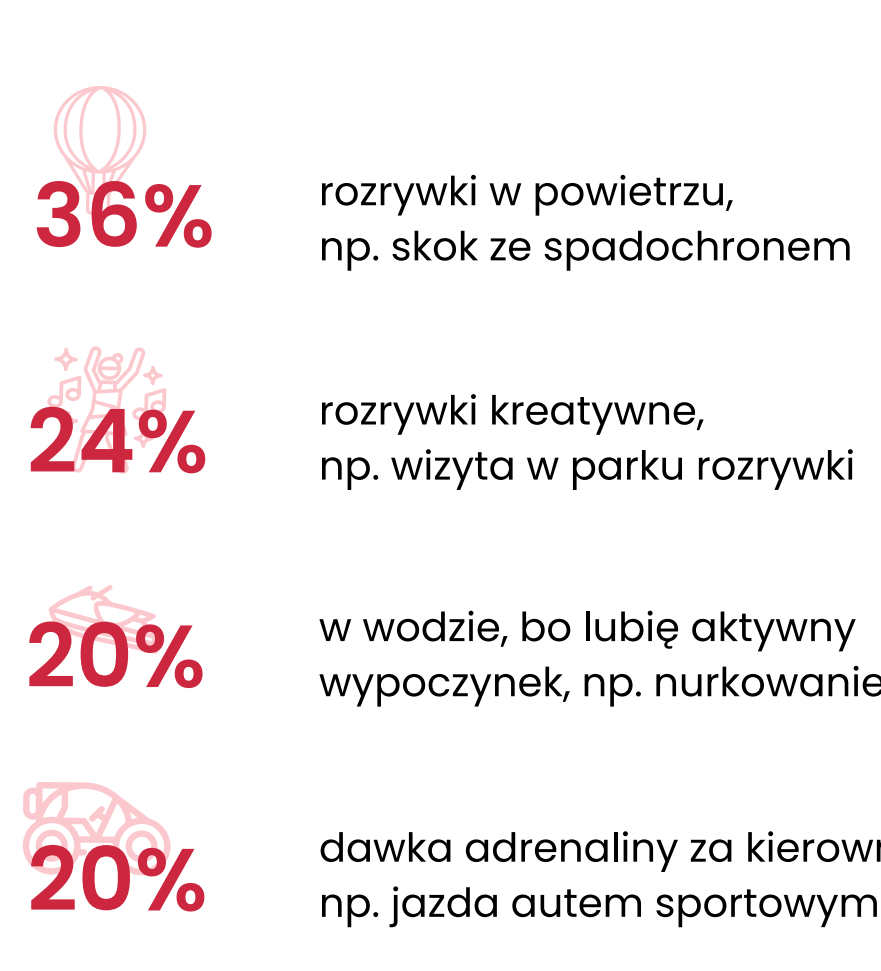 36%
rozrywki w powietrzu,
np. skok ze spadochronem
24%
rozrywki kreatywne,
np. wizyta w parku rozrywki
20%
w wodzie, bo lubię aktywny
wypoczynek, np. nurkowanie
20%
dawka adrenaliny za
np. jazda autem sportowym